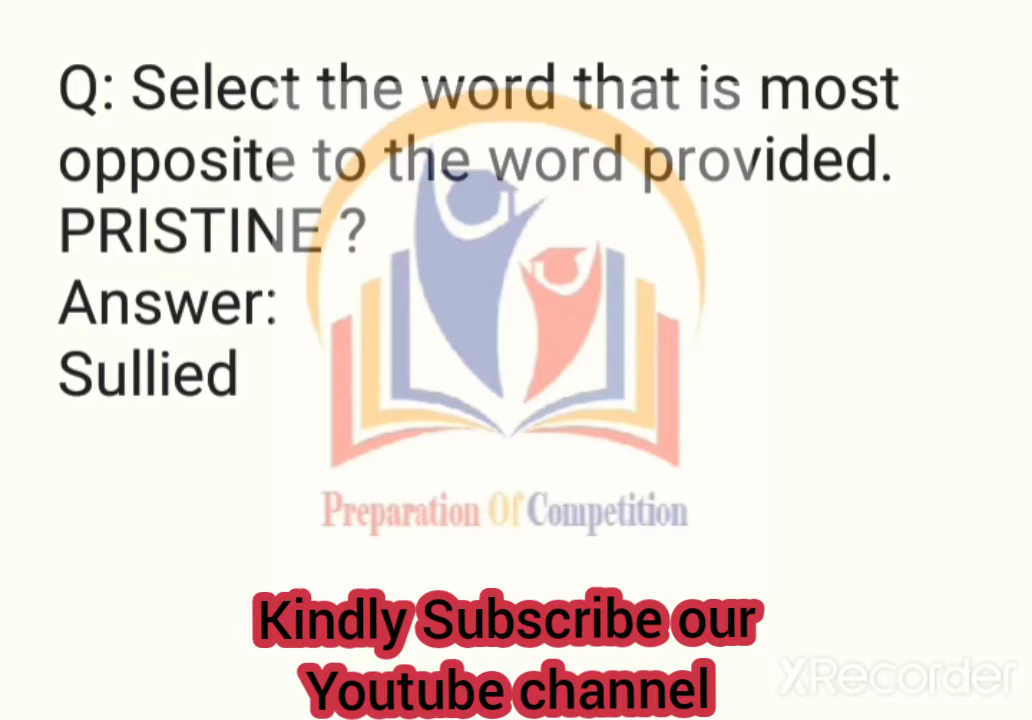 Q: Select the word that is most
opposite to the word provided.
PRISTINE ?
Answer:
Sullied
Preparation Of Competition
Kindly Subscribe our
Youtube channel
XRecorder